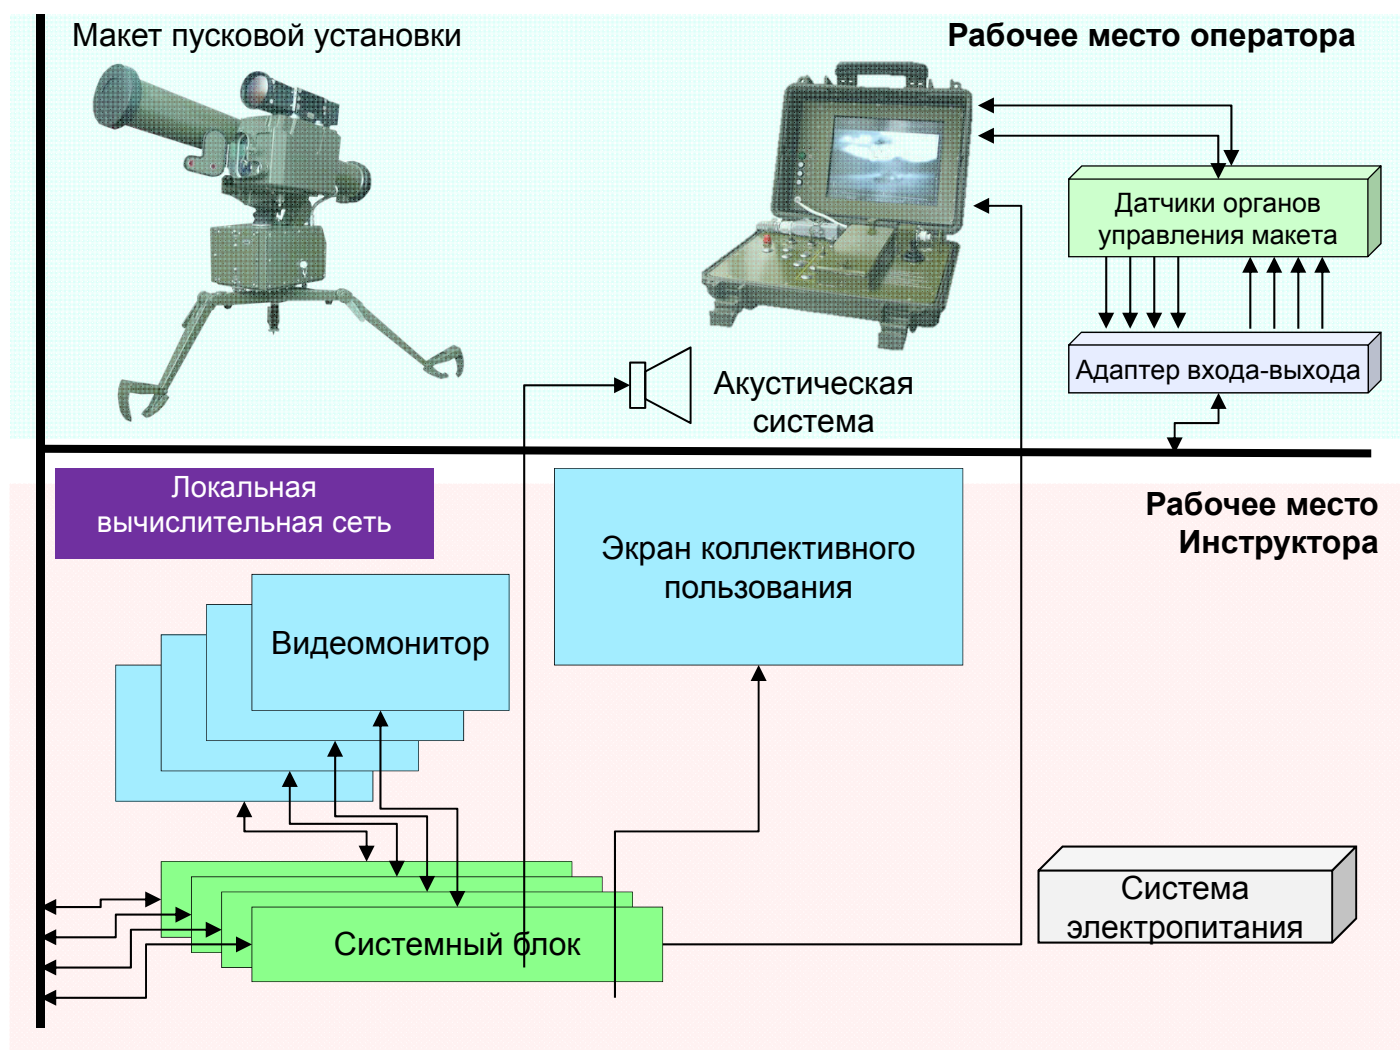 Макет пусковой установки
Рабочее место оператора
Датчики органов
управления макета
Адаптер входа-выхода
Акустическая
система
Локальная
вычислительная сеть
Экран коллективного
пользования
Рабочее место
Инструктора
Видеомонитор
Системный блок
Система
электропитания